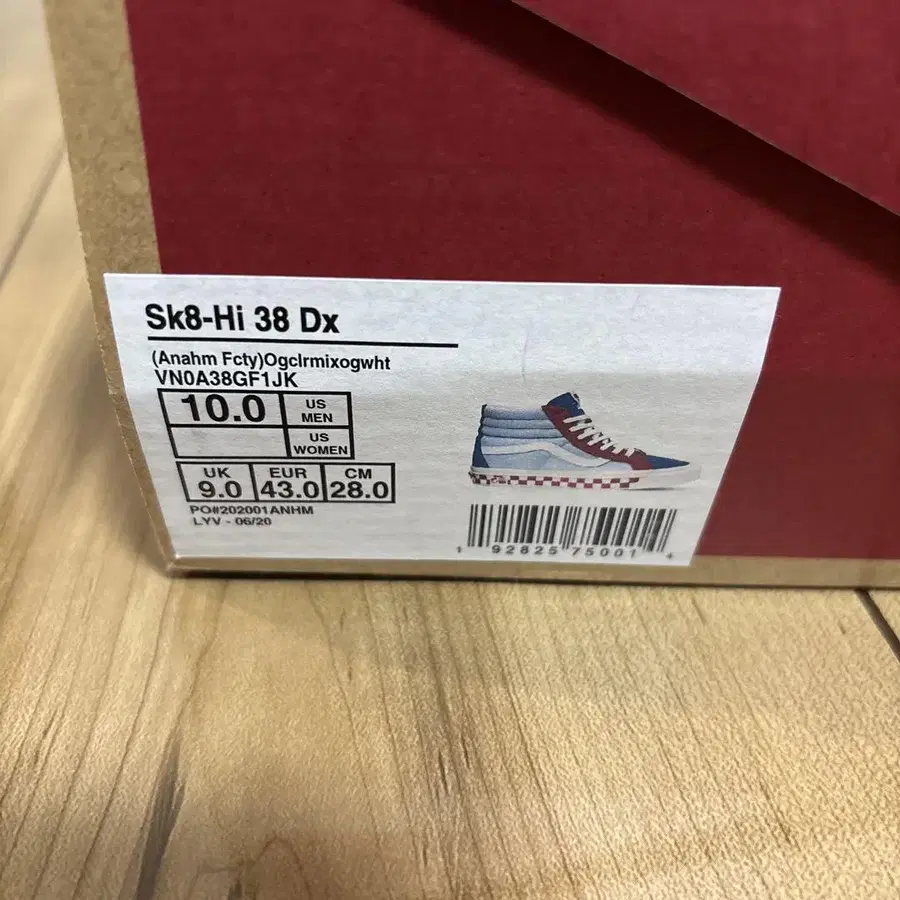 Sk8-Hi 38 Dx
(Anahm Fcty)Ogclrmixogwht
VN0A38GF1JK
10.0 US MEN
US WOMEN
UK EUR CM
9.0 43.0 28.0
PO#202001ANHM
LYV - 06/20
1 92825 75001 4